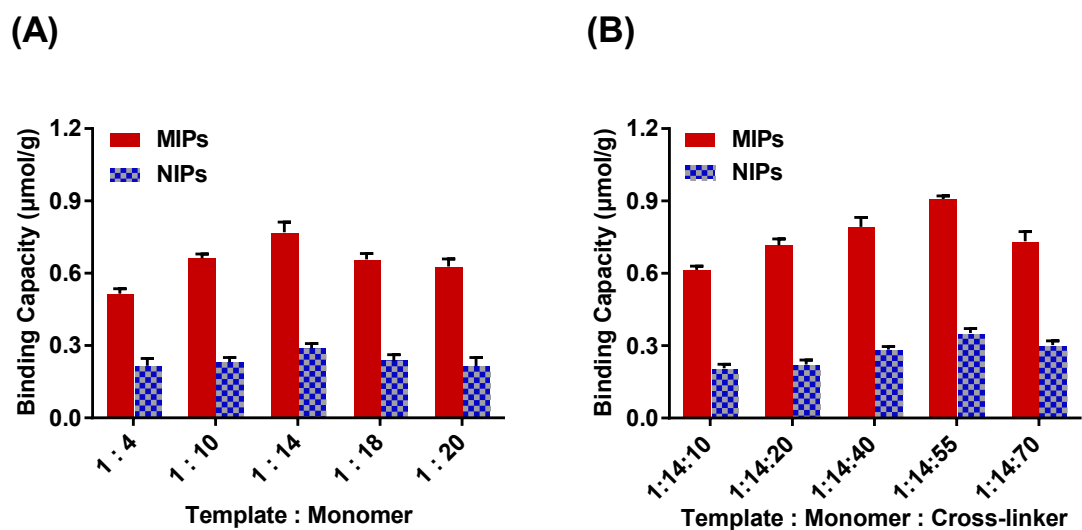 (A)
Binding Capacity (μmol/g)
1.2
0.9
0.6
0.3
0.0
MIPs
NIPs
1 : 4
1 : 10
1 : 14
1 : 18
1 : 20
Template : Monomer
(B)
Binding Capacity (μmol/g)
1.2
0.9
0.6
0.3
0.0
MIPs
NIPs
1:14:10
1:14:20
1:14:40
1:14:55
1:14:70
Template : Monomer : Cross-linker